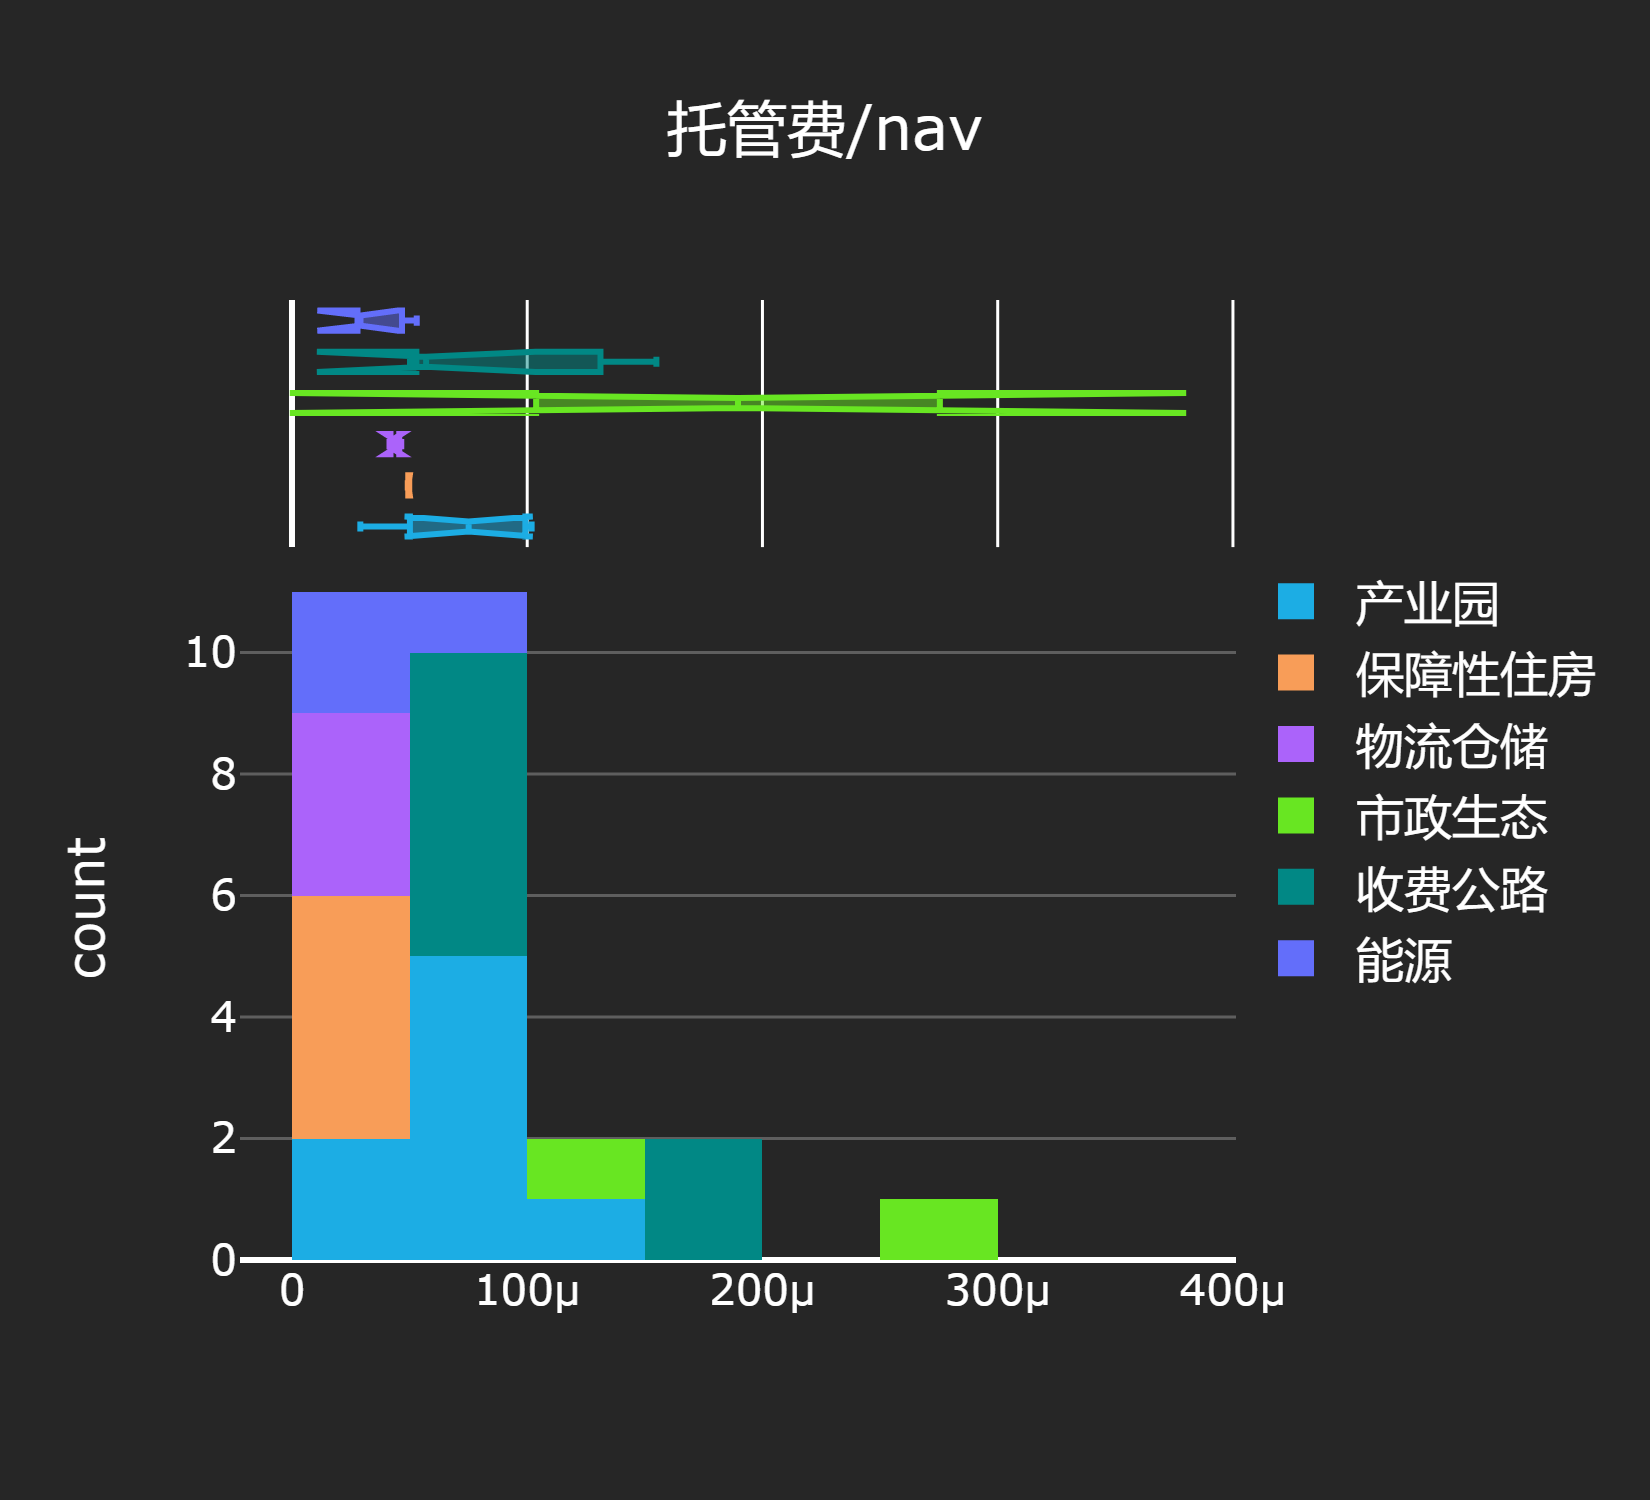 托管费/nav
产业园
保障性住房
物流仓储
市政生态
收费公路
能源
count
10
8
6
4
2
0
0 100μ 200μ 300μ 400μ